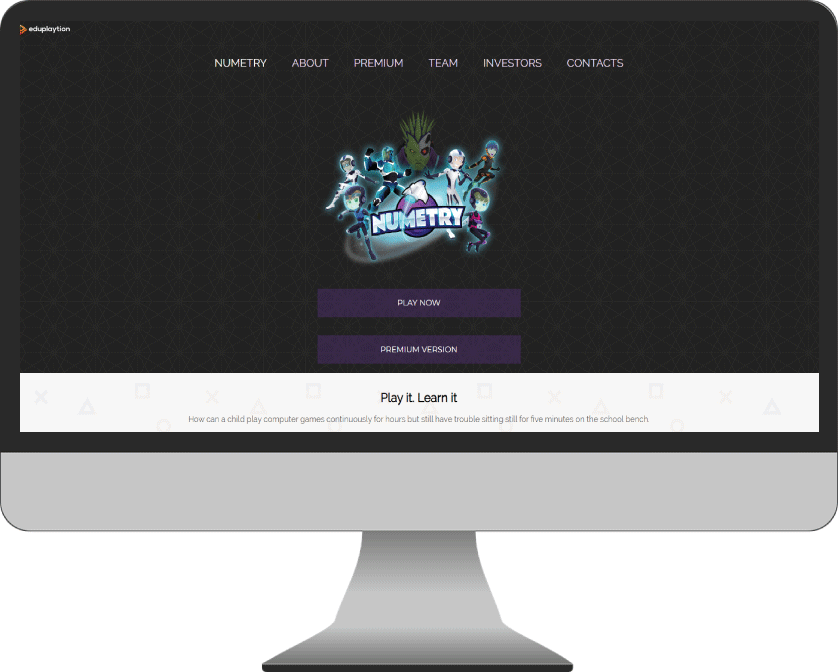 eduplaytion
NUMETRY ABOUT PREMIUM TEAM INVESTORS CONTACTS
NUMETRY
PLAY NOW
PREMIUM VERSION
Play it. Learn it
How can a child play computer games continuously for hours but still have trouble sitting still for five minutes on the school bench.